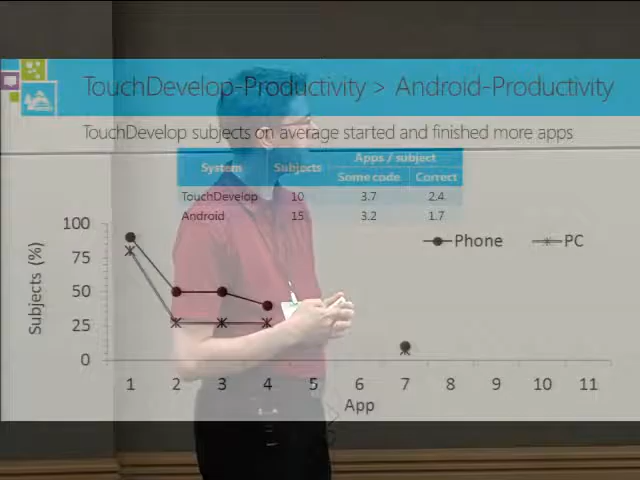 TouchDevelop-Productivity > Android-Productivity
TouchDevelop subjects on average started and finished more apps
System Subjects Apps / subject
Some code Correct
TouchDevelop 10 3.7 2.4
Android 15 3.2 1.7
100
75
50
25
0
Subjects (%)
Phone PC
1 2 3 4 5 6 7 8 9 10 11
App